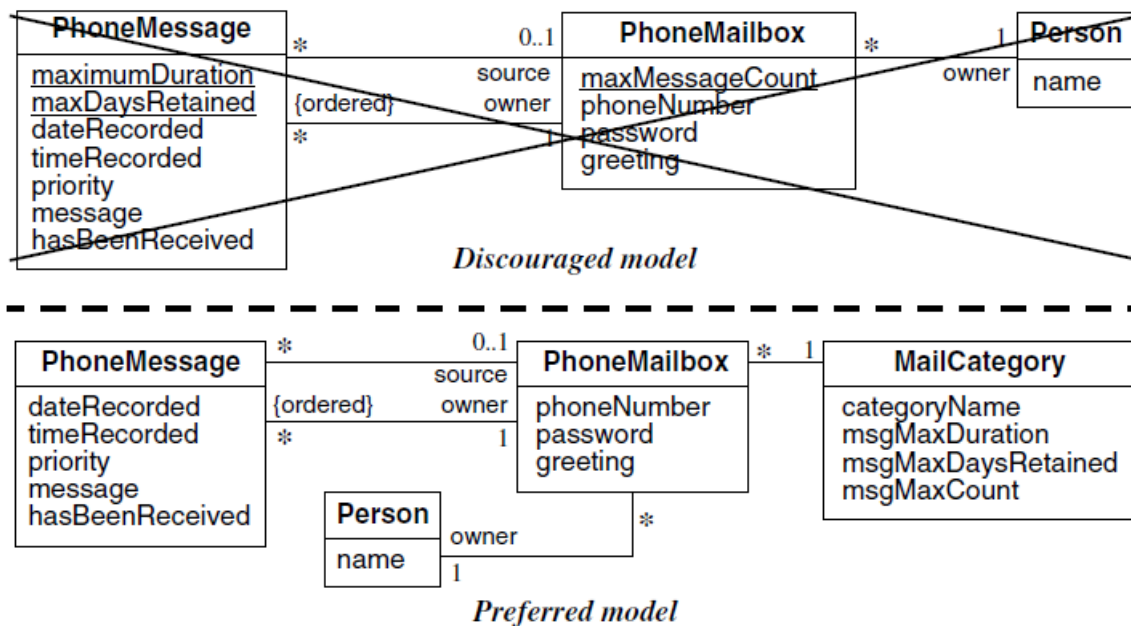 PhoneMessage
maximumDuration
maxDaysRetained
dateRecorded
timeRecorded
priority
message
hasBeenReceived
* 0..1
source
{ordered} owner
* 1
PhoneMailbox
maxMessageCount
phoneNumber
password
greeting
* 1
owner
Person
name
Discouraged model
PhoneMessage
dateRecorded
timeRecorded
priority
message
hasBeenReceived
* 0..1
source
{ordered} owner
* 1
PhoneMailbox
phoneNumber
password
greeting
* 1
MailCategory
categoryName
msgMaxDuration
msgMaxDaysRetained
msgMaxCount
Person
name
owner
1
*
Preferred model